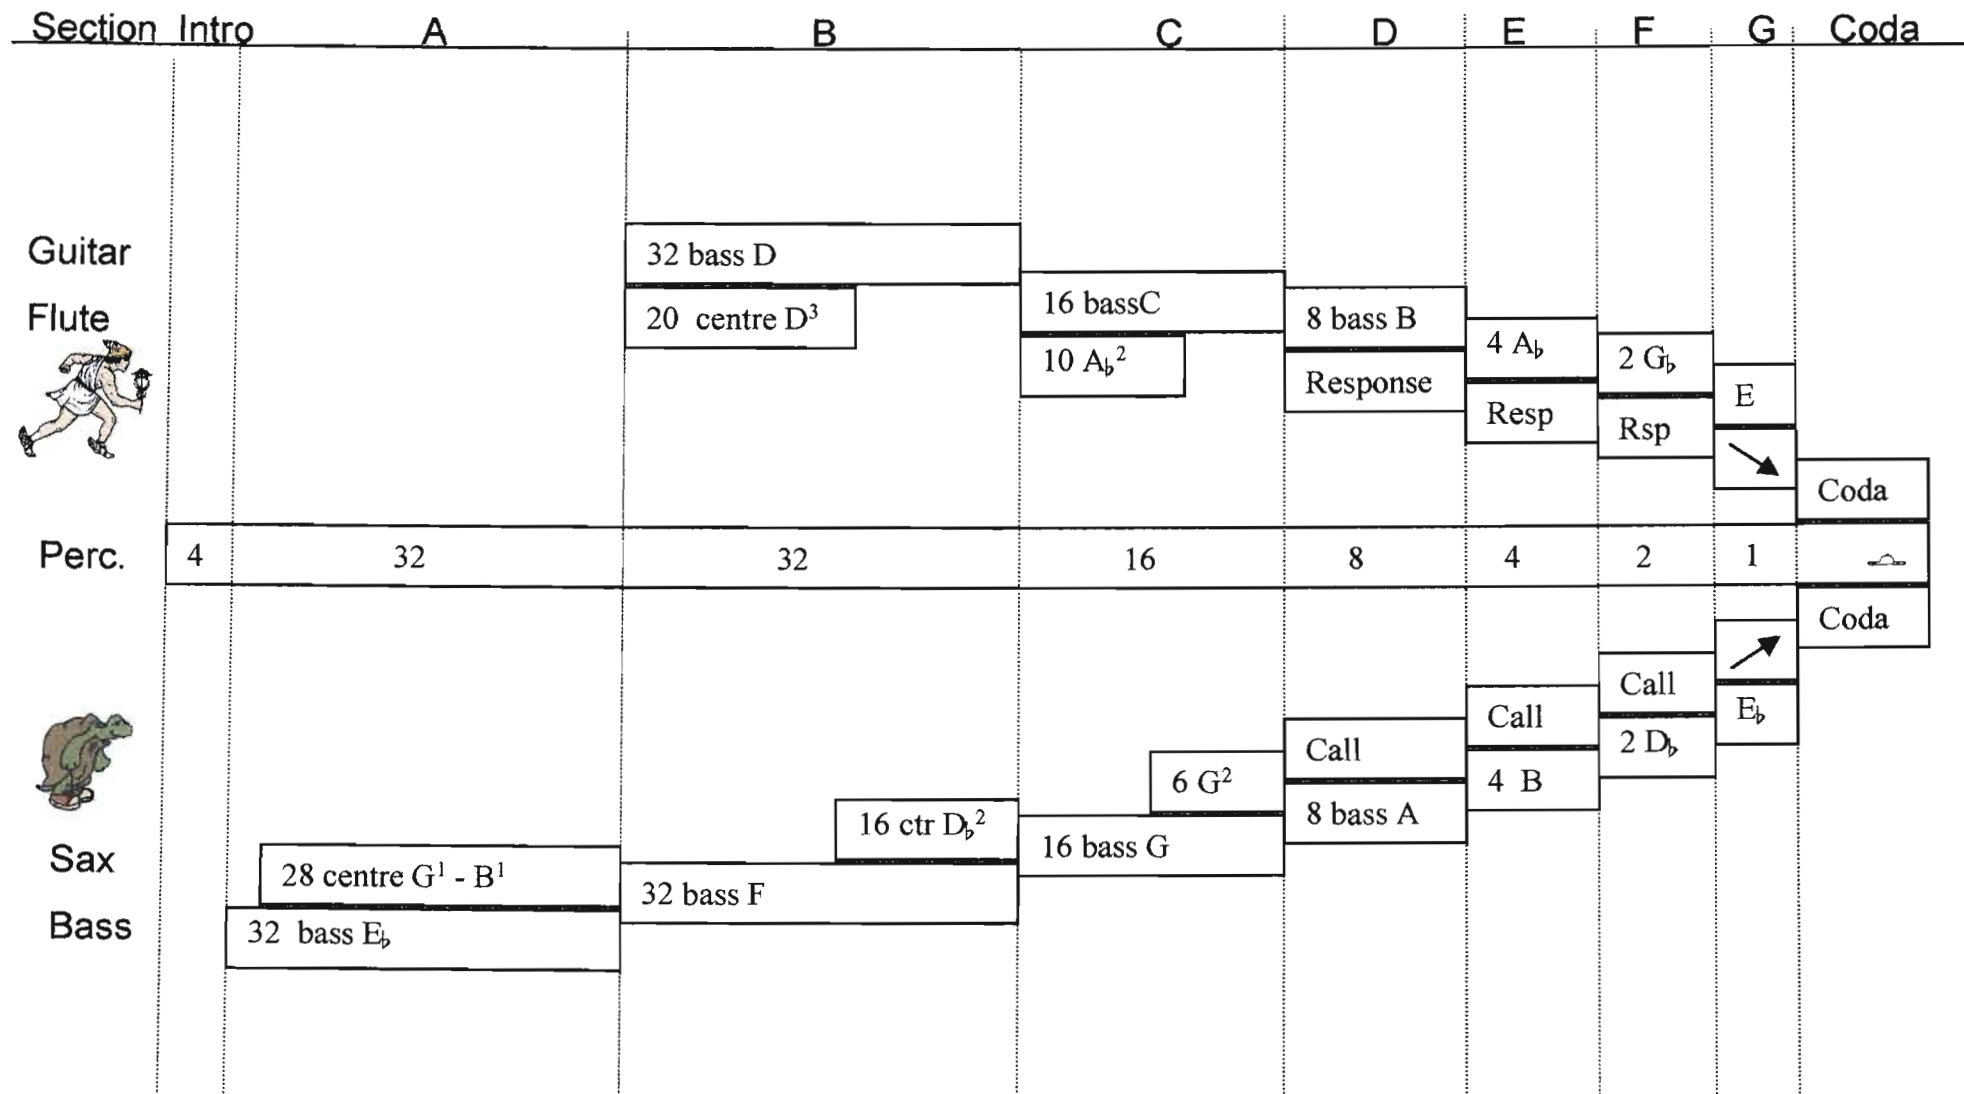 Section Intro A B C D E F G Coda
Guitar
32 bass D
Flute
20 centre D³
16 bassC
10 A♭²
8 bass B
Response
4 A♭
Resp
2 G♭
Rsp
E
Coda
Perc. 4 32 32 16 8 4 2 1
Coda
Call
E♭
Call
2 D♭
Call
4 B
6 G²
8 bass A
16 ctr D♭²
16 bass G
Sax
28 centre G¹ - B¹
32 bass F
Bass
32 bass E♭